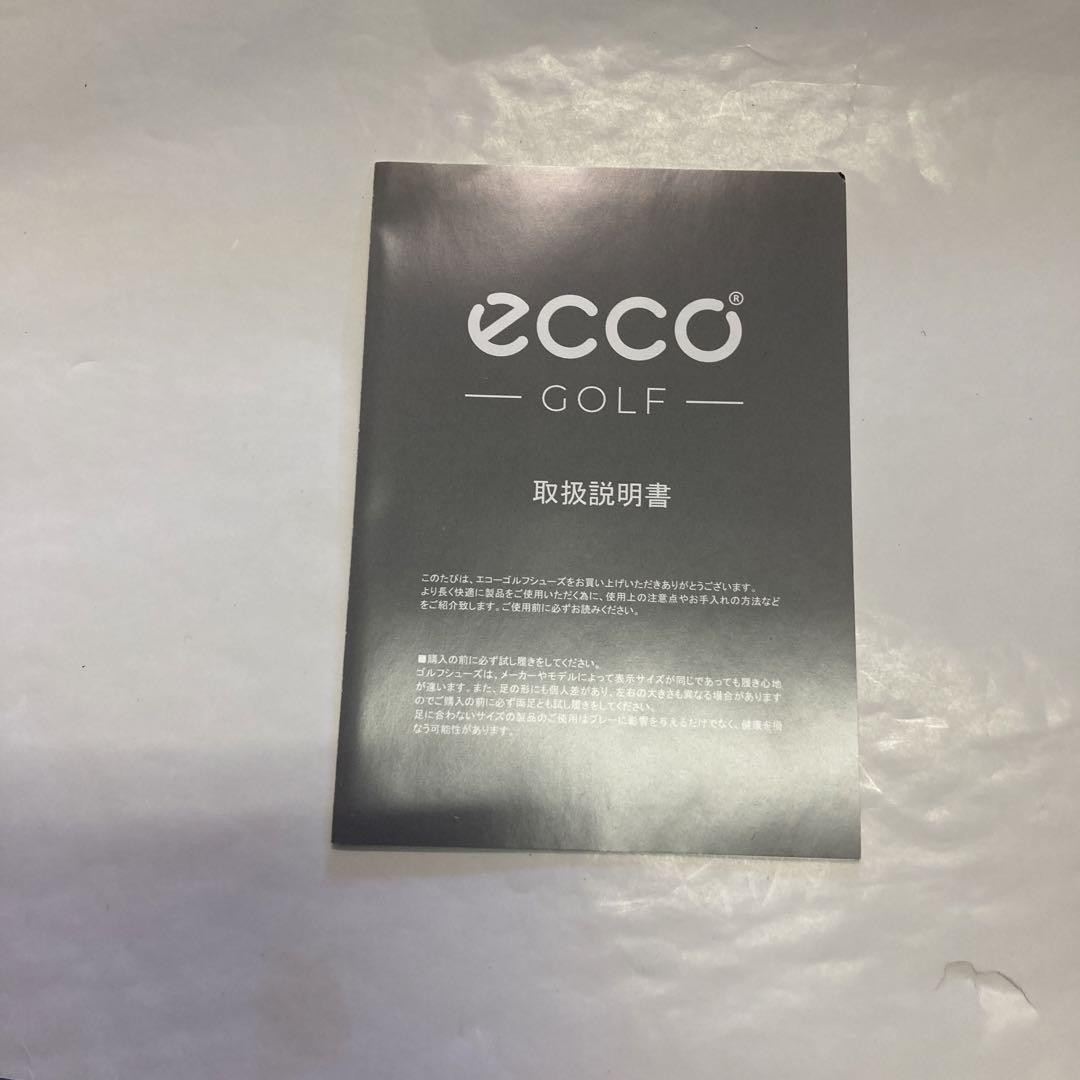 ecco®
GOLF
取扱説明書
このたびは、エコーゴルフシューズをお買い上げいただきありがとうございます。
より長く快適に製品をご使用いただく為に、使用上の注意点やお手入れの方法など
をご紹介致します。ご使用前に必ずお読みください。
■購入の前に必ず試し履きをしてください。
ゴルフシューズは、メーカーやモデルによって表示サイズが同じであっても履き心地
が違います。また、足の形にも個人差があり、左右の大きさも異なる場合があります
のでご購入の前に必ず両足とも試し履きをしてください。
足に合わないサイズの製品のご使用はプレーに影響を与えるだけでなく、健康を損
なう可能性があります。